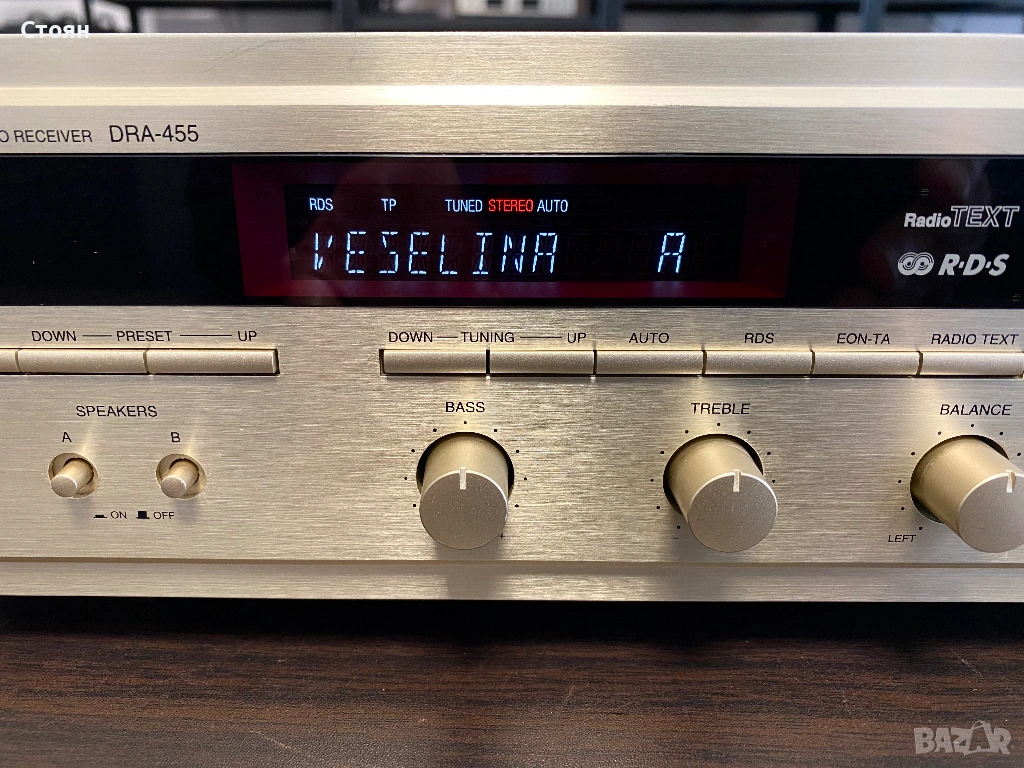 Стоян
O RECEIVER DRA-455
RDS TP TUNED STEREO AUTO
VESELINA A
RadioTEXT
R·D·S
DOWN PRESET UP
DOWN TUNING UP AUTO RDS EON-TA RADIO TEXT
SPEAKERS
A B
ON OFF
BASS
+
TREBLE
-
BALANCE
LEFT
BAZAR